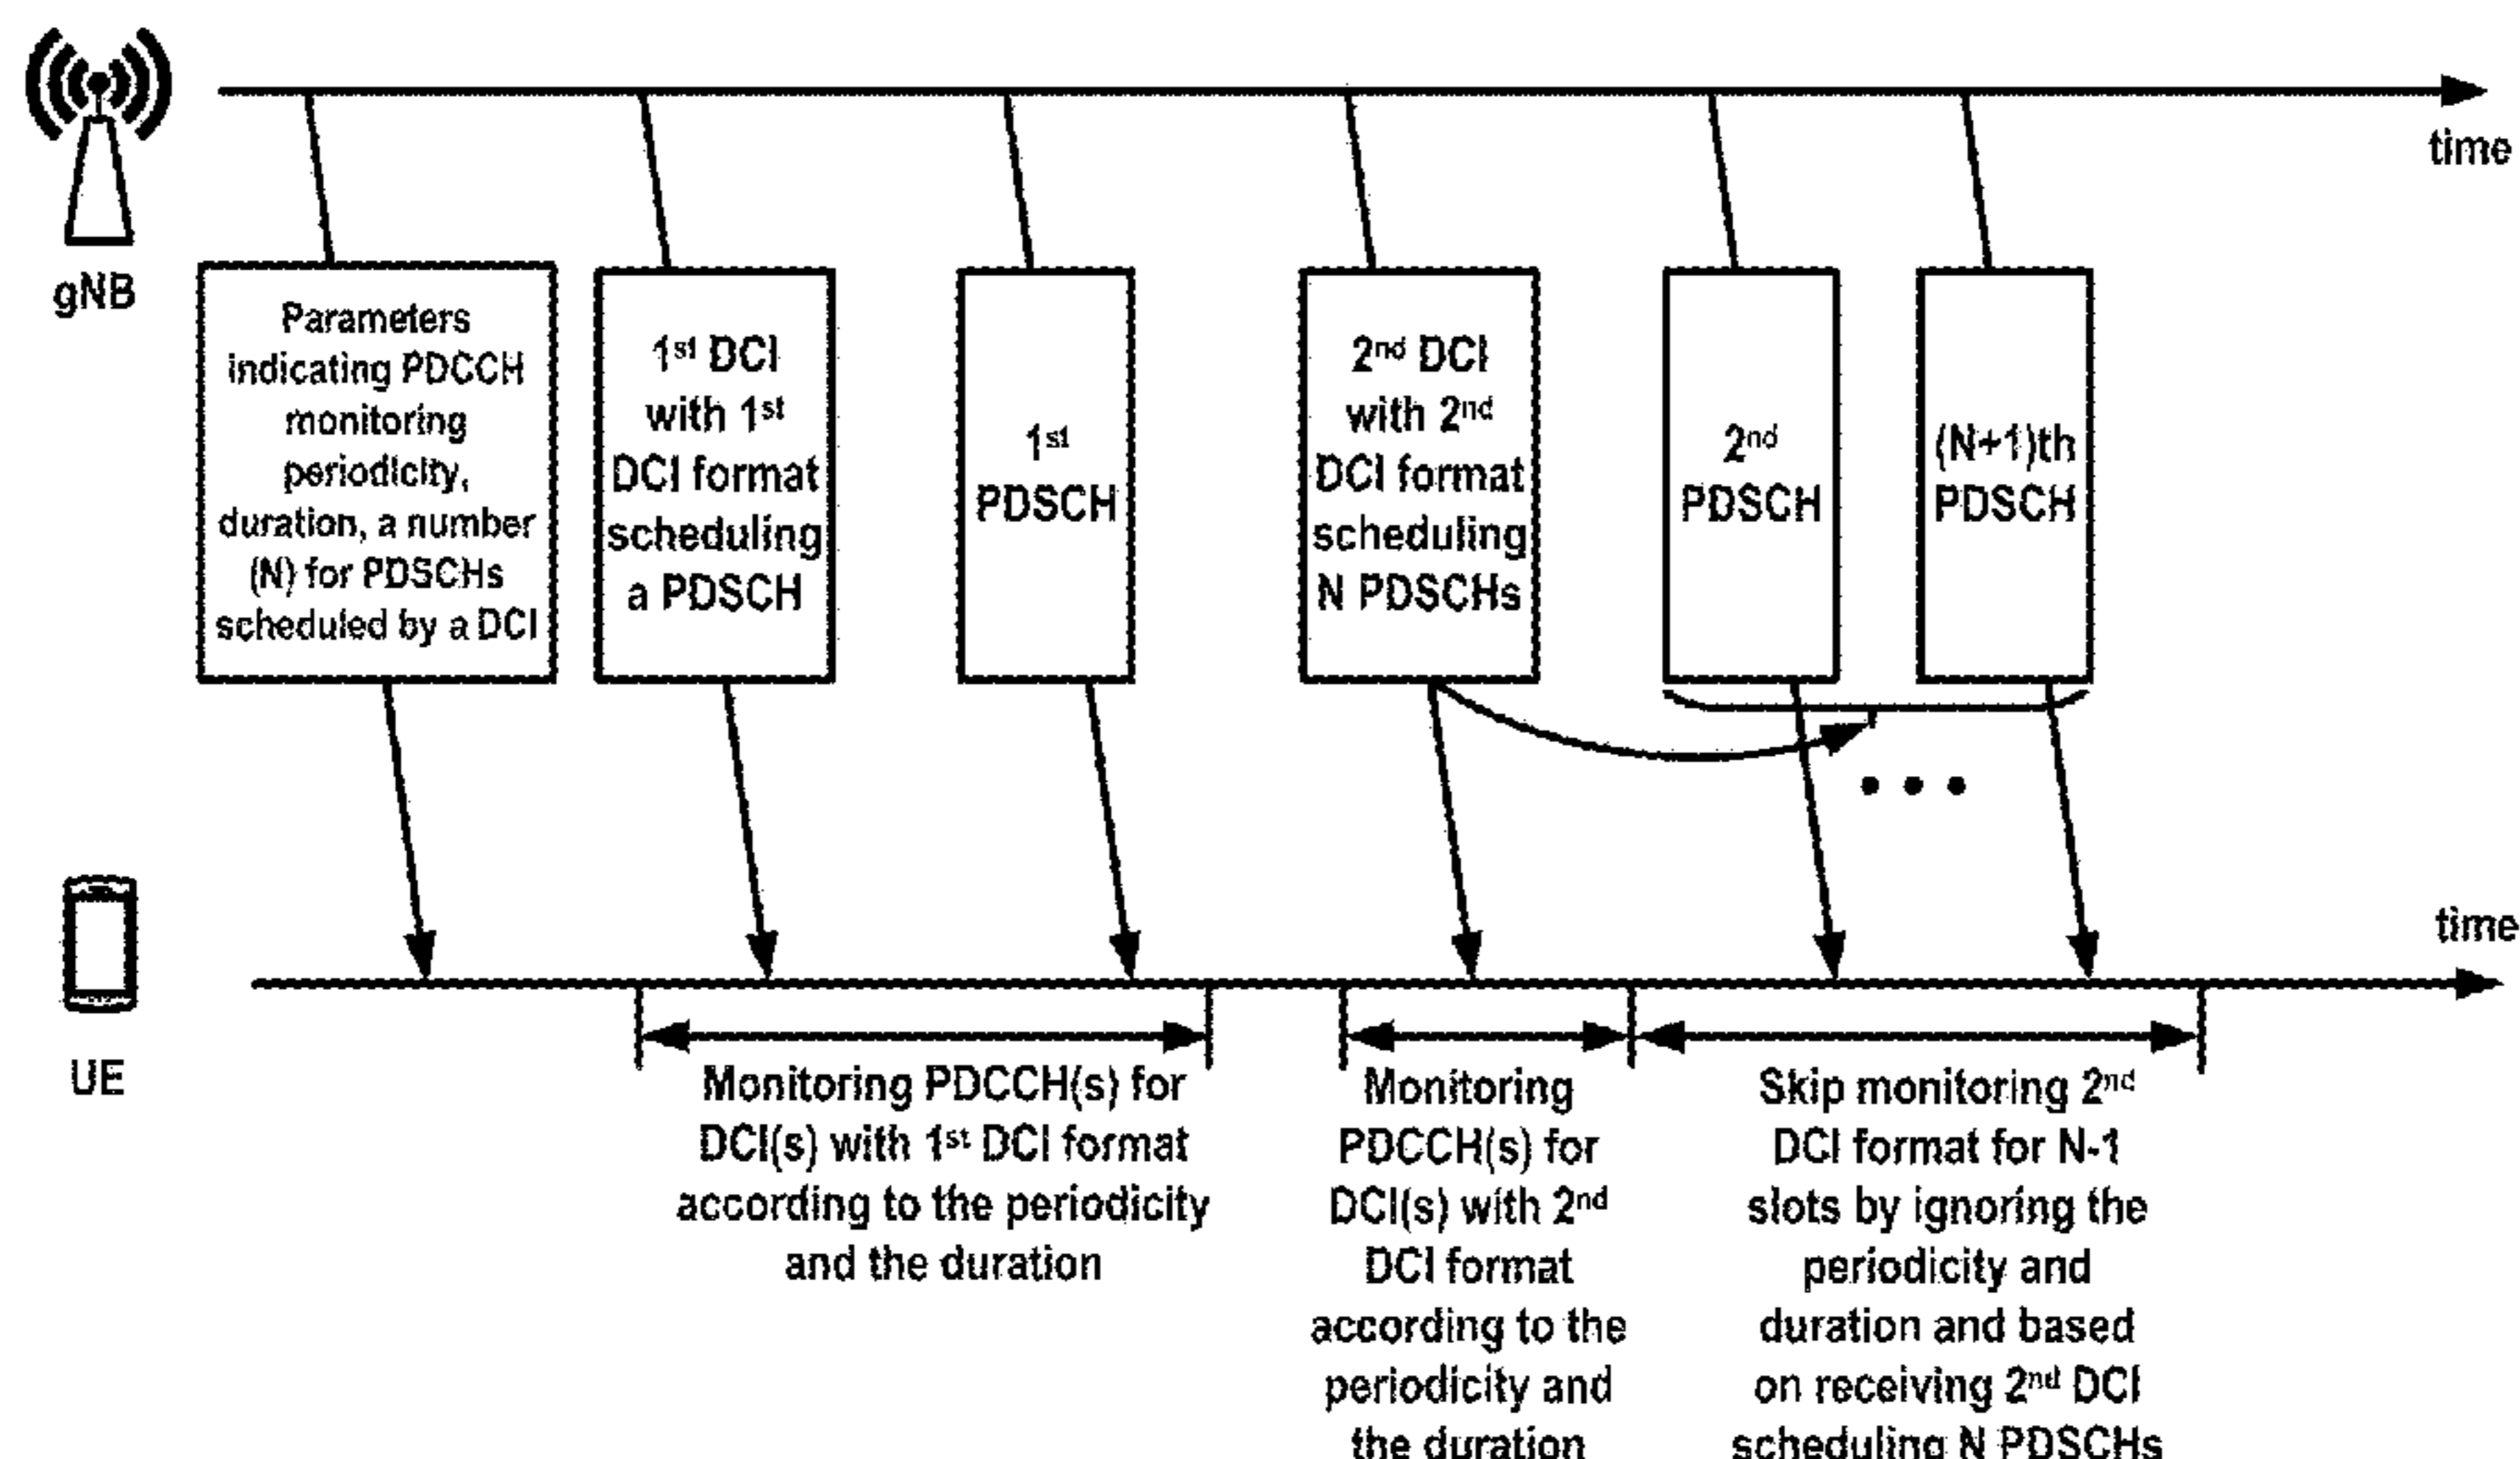 time
gNB
Parameters
indicating PDCCH
monitoring
periodicity,
duration, a number
(N) for PDSCHs
scheduled by a DCI
1st DCI
with 1st
DCI format
scheduling
a PDSCH
1st
PDSCH
2nd DCI
with 2nd
DCI format
scheduling
N PDSCHs
2nd
PDSCH
(N+1)th
PDSCH
• • •
time
UE
Monitoring PDCCH(s) for
DCI(s) with 1st DCI format
according to the periodicity
and the duration
Monitoring
PDCCH(s) for
DCI(s) with 2nd
DCI format
according to the
periodicity and
the duration
Skip monitoring 2nd
DCI format for N-1
slots by ignoring the
periodicity and
duration and based
on receiving 2nd DCI
scheduling N PDSCHs